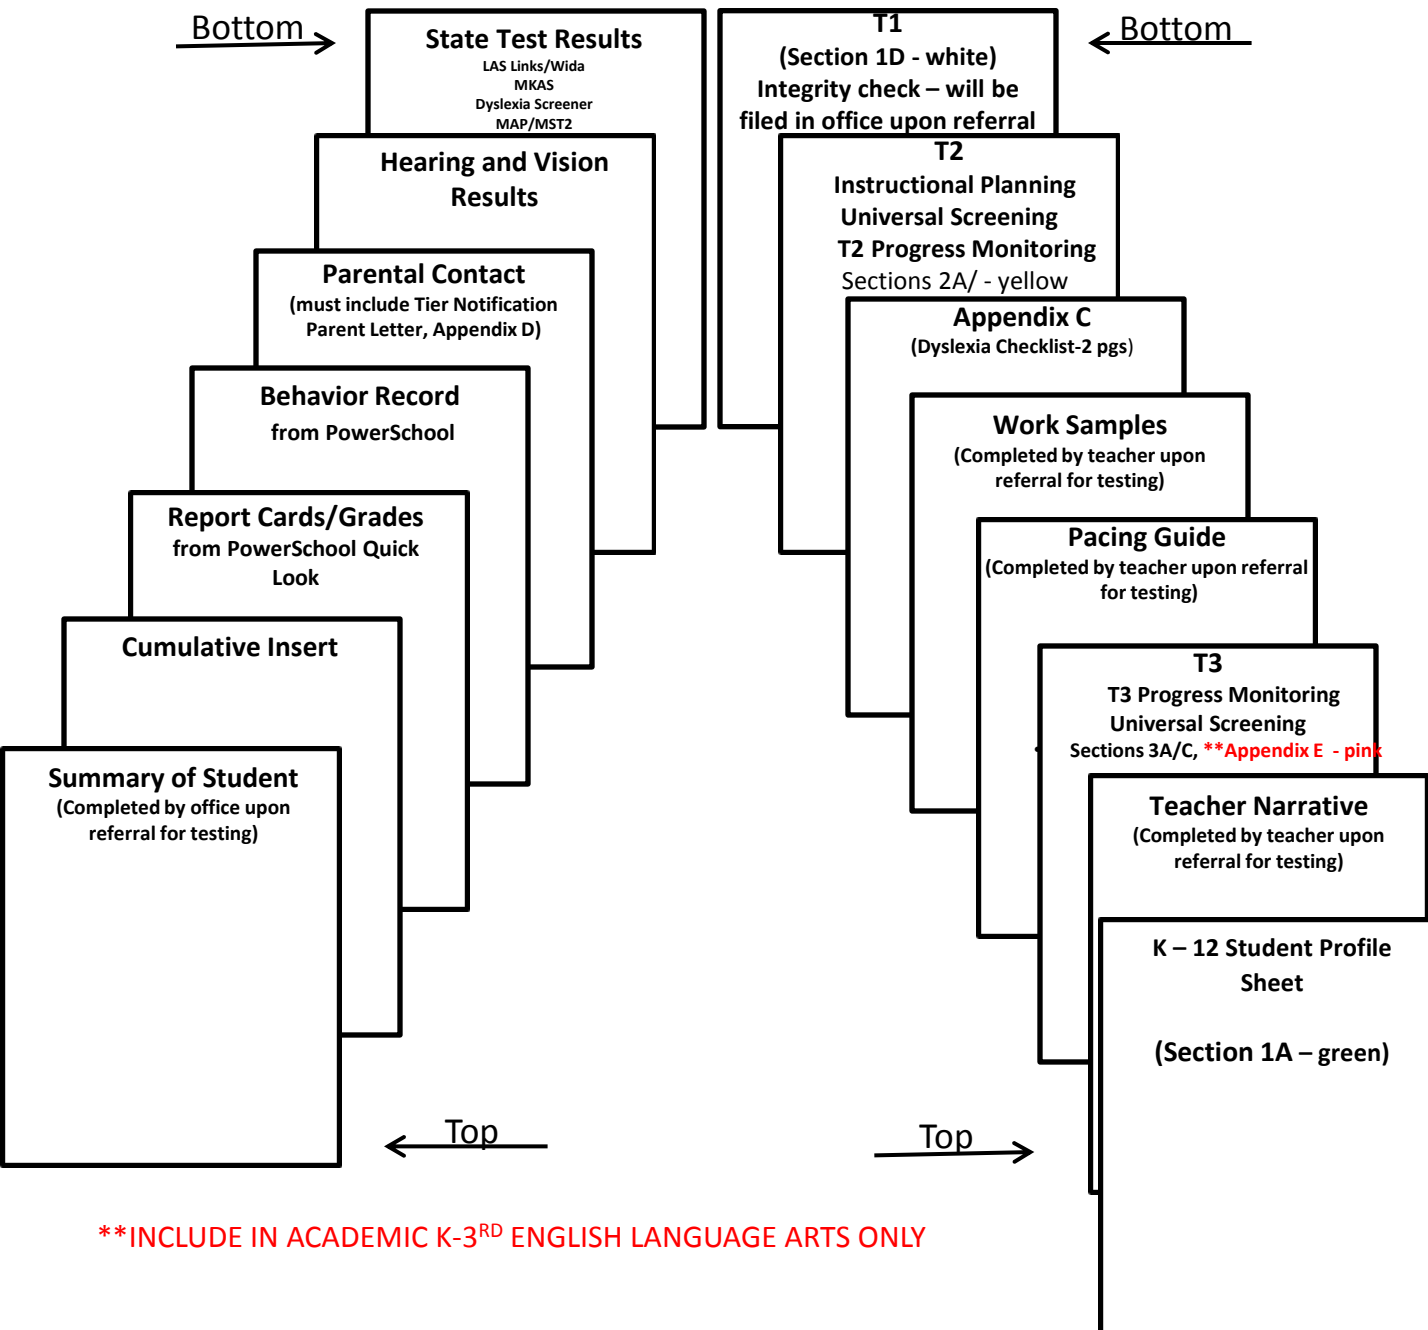 Bottom
State Test Results
LAS Links/Wida
MKAS
Dyslexia Screener
MAP/MST2
Hearing and Vision
Results
Parental Contact
(must include Tier Notification
Parent Letter, Appendix D)
Behavior Record
from PowerSchool
Report Cards/Grades
from PowerSchool Quick
Look
Cumulative Insert
Summary of Student
(Completed by office upon
referral for testing)
Top
Bottom
T1
(Section 1D - white)
Integrity check – will be
filed in office upon referral
T2
Instructional Planning
Universal Screening
T2 Progress Monitoring
Sections 2A/ - yellow
Appendix C
(Dyslexia Checklist-2 pgs)
Work Samples
(Completed by teacher upon
referral for testing)
Pacing Guide
(Completed by teacher upon referral
for testing)
T3
T3 Progress Monitoring
Universal Screening
Sections 3A/C, **Appendix E - pink
Teacher Narrative
(Completed by teacher upon
referral for testing)
K – 12 Student Profile
Sheet
(Section 1A – green)
Top
**INCLUDE IN ACADEMIC K-3RD ENGLISH LANGUAGE ARTS ONLY